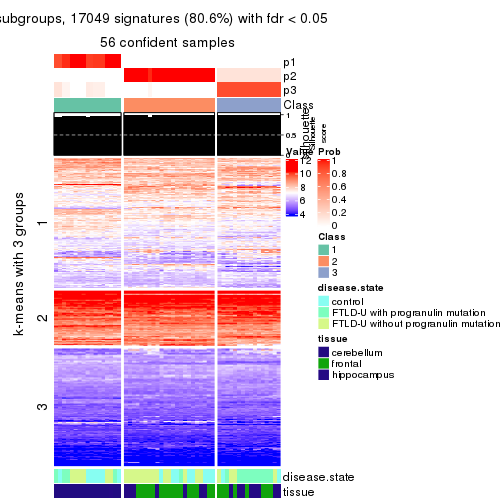 subgroups, 17049 signatures (80.6%) with fdr < 0.05
56 confident samples
p1
p2
p3
Class
1
0.5
0
silhouette
score
Silhouette
Value
12
10
8
6
4
Prob
1
0.8
0.6
0.4
0.2
0
Class
1
2
3
disease.state
control
FTLD-U with progranulin mutation
FTLD-U without progranulin mutation
tissue
cerebellum
frontal
hippocampus
k-means with 3 groups
1
2
3
disease.state
tissue